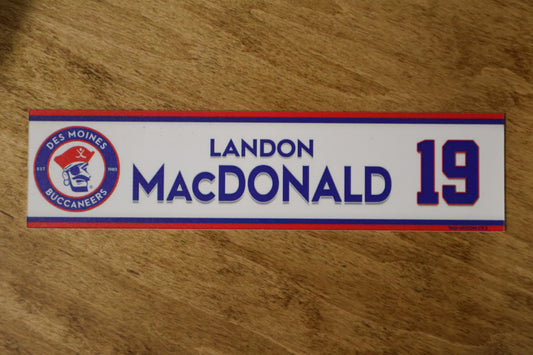 DES MOINES
EST 1980
BUCCANEERS
LANDON
MACDONALD
19